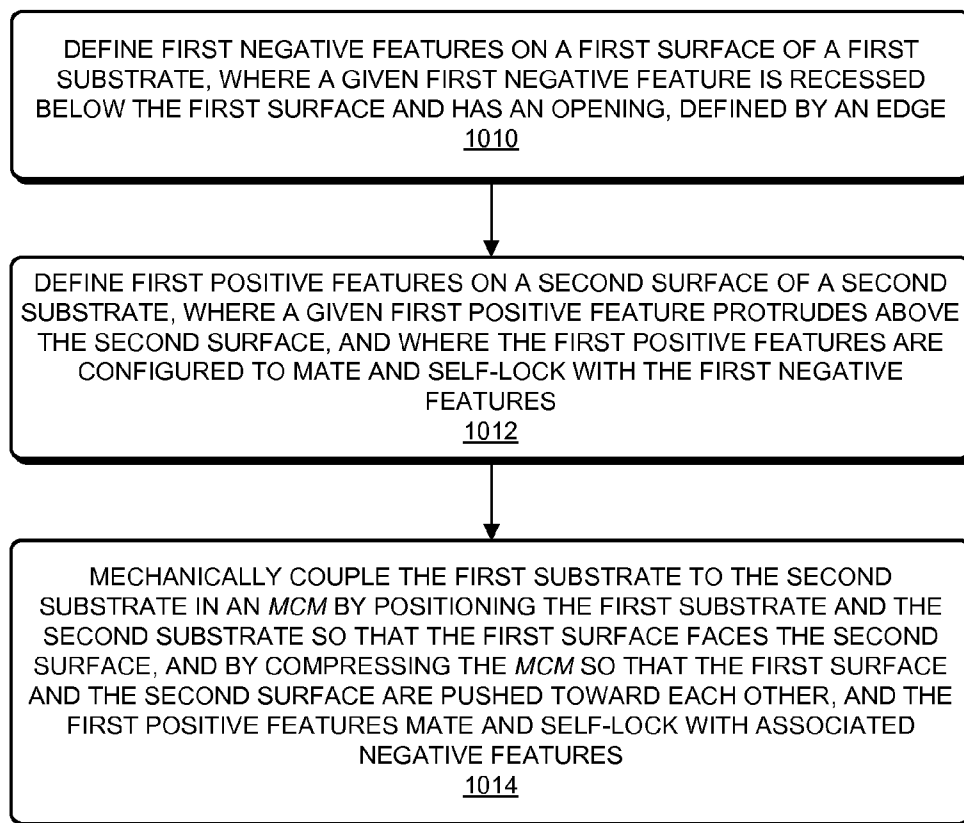 DEFINE FIRST NEGATIVE FEATURES ON A FIRST SURFACE OF A FIRST
SUBSTRATE, WHERE A GIVEN FIRST NEGATIVE FEATURE IS RECESSED
BELOW THE FIRST SURFACE AND HAS AN OPENING, DEFINED BY AN EDGE
1010
DEFINE FIRST POSITIVE FEATURES ON A SECOND SURFACE OF A SECOND
SUBSTRATE, WHERE A GIVEN FIRST POSITIVE FEATURE PROTRUDES ABOVE
THE SECOND SURFACE, AND WHERE THE FIRST POSITIVE FEATURES ARE
CONFIGURED TO MATE AND SELF-LOCK WITH THE FIRST NEGATIVE
FEATURES
1012
MECHANICALLY COUPLE THE FIRST SUBSTRATE TO THE SECOND
SUBSTRATE IN AN MCM BY POSITIONING THE FIRST SUBSTRATE AND THE
SECOND SUBSTRATE SO THAT THE FIRST SURFACE FACES THE SECOND
SURFACE, AND BY COMPRESSING THE MCM SO THAT THE FIRST SURFACE
AND THE SECOND SURFACE ARE PUSHED TOWARD EACH OTHER, AND THE
FIRST POSITIVE FEATURES MATE AND SELF-LOCK WITH ASSOCIATED
NEGATIVE FEATURES
1014